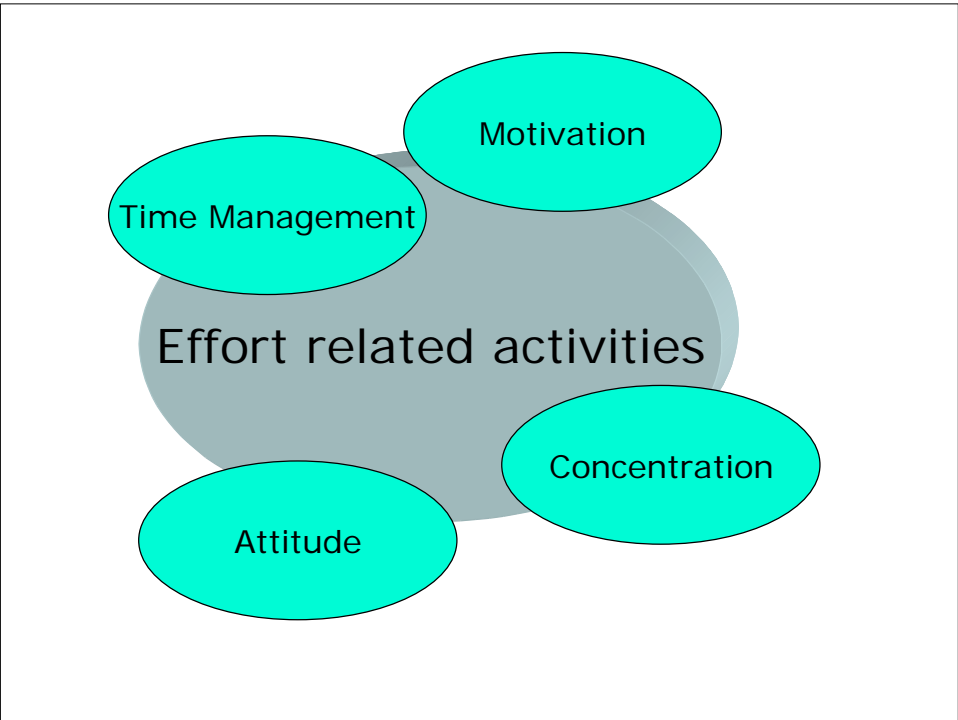 Motivation
Time Management
Effort related activities
Concentration
Attitude